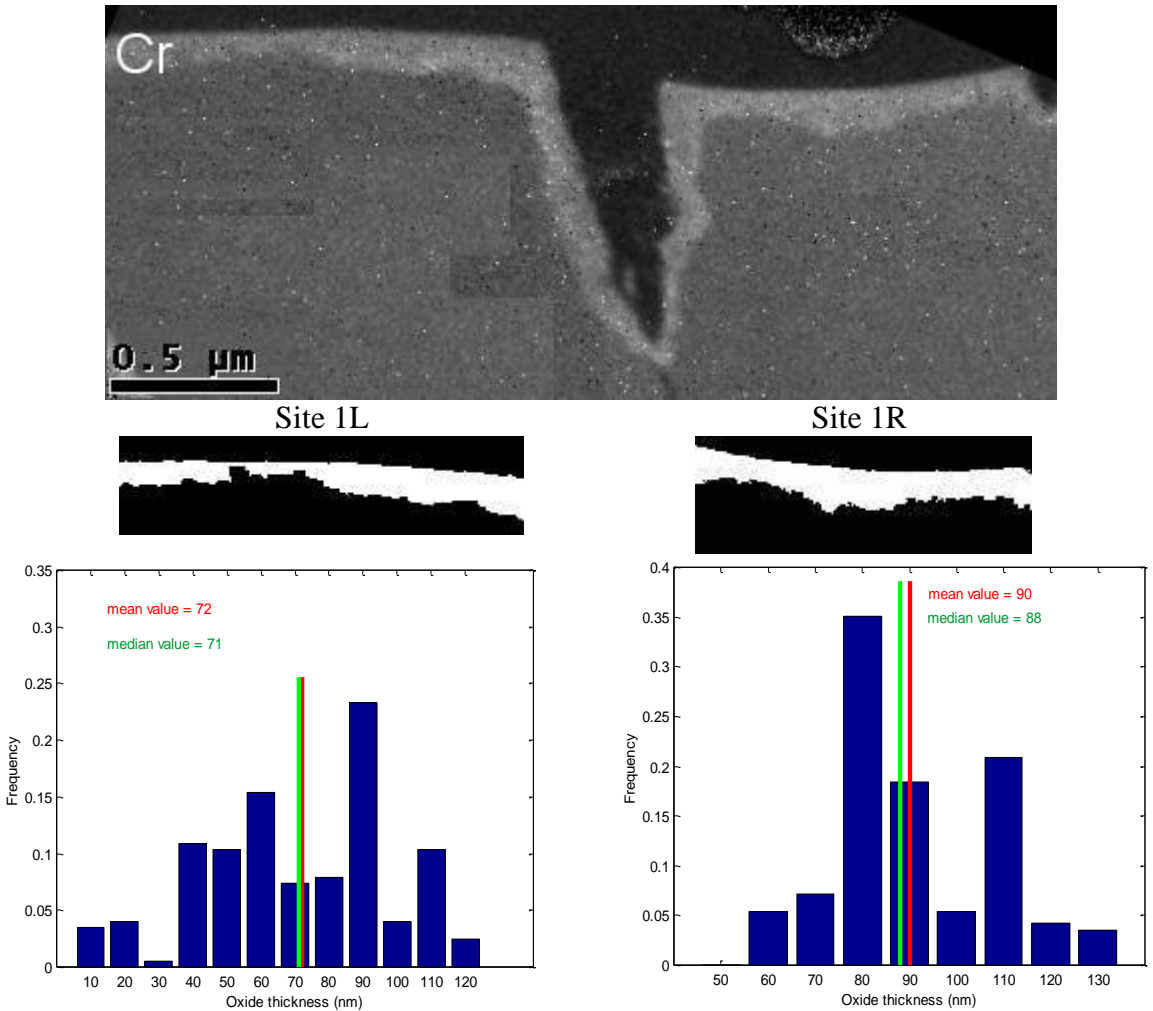 Cr
0.5 µm
Site 1L
Site 1R
0.35
0.3
0.25
0.2
0.15
0.1
0.05
0
Frequency
mean value = 72
median value = 71
10 20 30 40 50 60 70 80 90 100 110 120
Oxide thickness (nm)
0.4
0.35
0.3
0.25
0.2
0.15
0.1
0.05
0
Frequency
mean value = 90
median value = 88
50 60 70 80 90 100 110 120 130
Oxide thickness (nm)